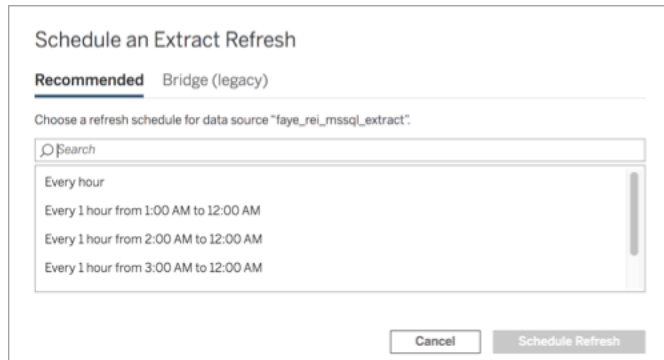 Schedule an Extract Refresh
Recommended Bridge (legacy)
Choose a refresh schedule for data source "faye_rei_mssql_extract".
Search
Every hour
Every 1 hour from 1:00 AM to 12:00 AM
Every 1 hour from 2:00 AM to 12:00 AM
Every 1 hour from 3:00 AM to 12:00 AM
Cancel Schedule Refresh